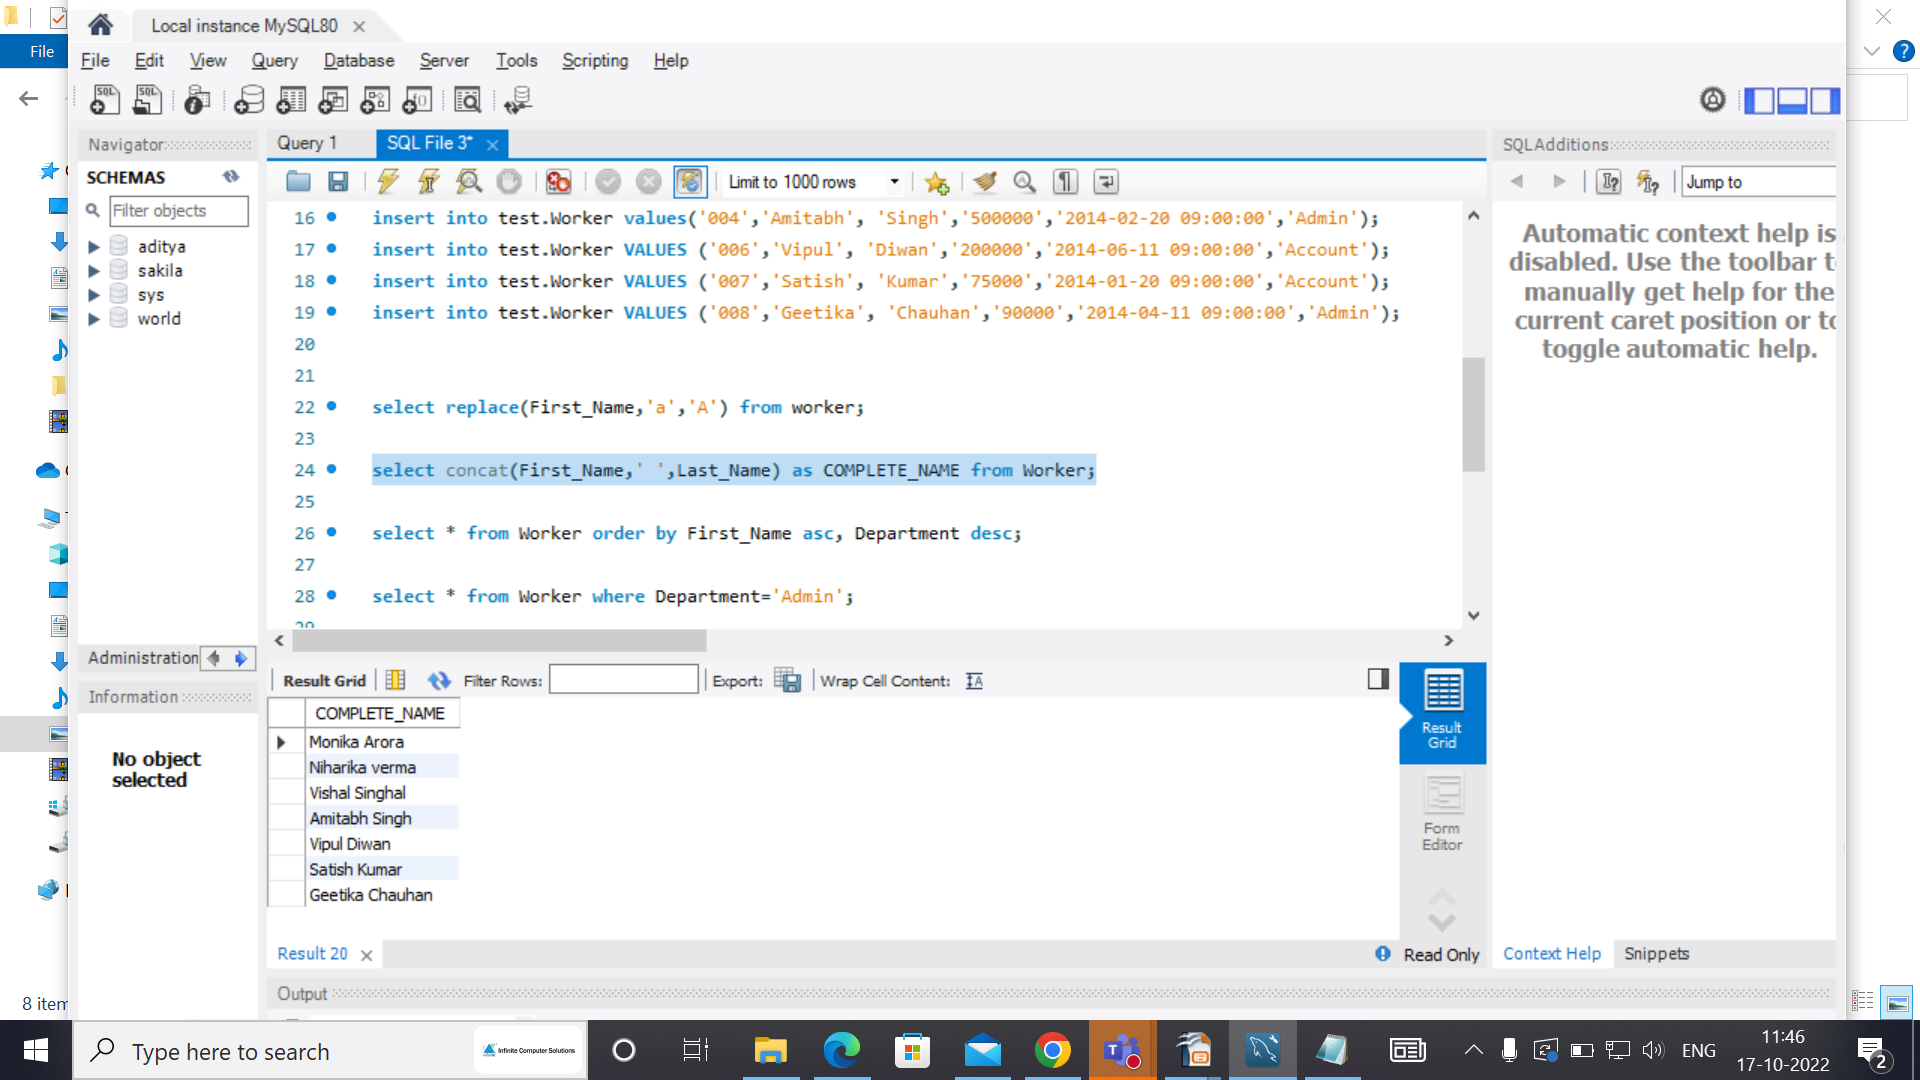 Local instance MySQL80
File
File Edit View Query Database Server Tools Scripting Help
Navigator
Query 1
SQL File 3*
SQLAdditions
SCHEMAS
Limit to 1000 rows
Jump to
Filter objects
aditya
sakila
sys
world
16 insert into test.Worker values('004','Amitabh', 'Singh','500000','2014-02-20 09:00:00','Admin');
17 insert into test.Worker VALUES ('006','Vipul', 'Diwan','200000','2014-06-11 09:00:00','Account');
18 insert into test.Worker VALUES ('007','Satish', 'Kumar','75000','2014-01-20 09:00:00','Account');
19 insert into test.Worker VALUES ('008','Geetika', 'Chauhan','90000','2014-04-11 09:00:00','Admin');
20
21
22 select replace(First_Name,'a','A') from worker;
23
24 select concat(First_Name,' ',Last_Name) as COMPLETE_NAME from Worker;
25
26 select * from Worker order by First_Name asc, Department desc;
27
28 select * from Worker where Department='Admin';
Automatic context help is
disabled. Use the toolbar t
manually get help for the
current caret position or to
toggle automatic help.
Administration
Information
No object
selected
Result Grid
Filter Rows:
Export:
Wrap Cell Content:
COMPLETE_NAME
Monika Arora
Niharika verma
Vishal Singhal
Amitabh Singh
Vipul Diwan
Satish Kumar
Geetika Chauhan
Result
Grid
Form
Editor
Result 20
Read Only
Context Help
Snippets
Output
8 item
Type here to search
Infinite Computer Solutions
ENG
11:46
17-10-2022
2